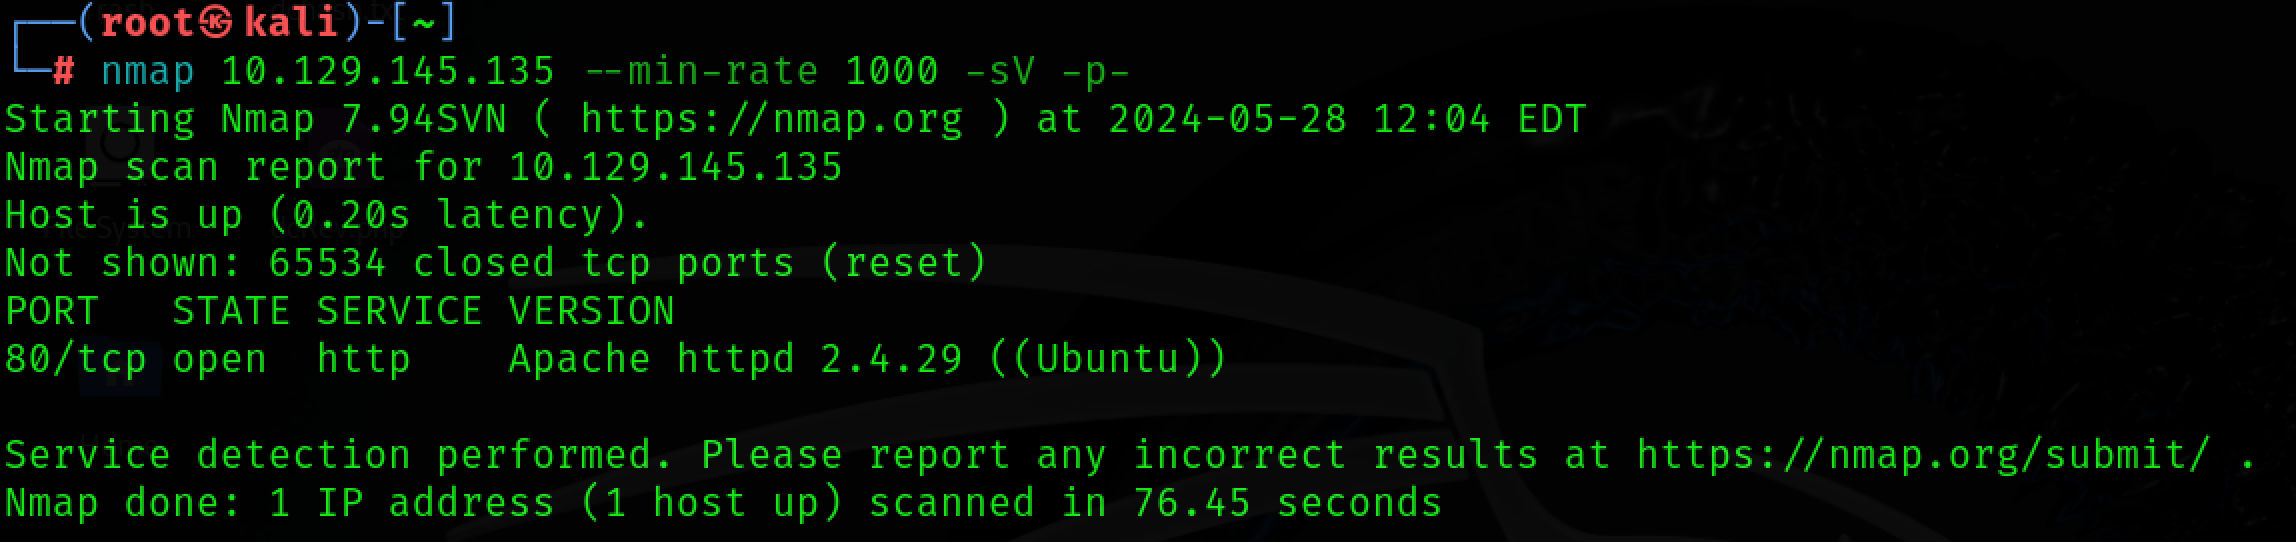 ┌──(root㉿kali)-[~]
└─# nmap 10.129.145.135 --min-rate 1000 -sV -p-
Starting Nmap 7.94SVN ( https://nmap.org ) at 2024-05-28 12:04 EDT
Nmap scan report for 10.129.145.135
Host is up (0.20s latency).
Not shown: 65534 closed tcp ports (reset)
PORT   STATE SERVICE VERSION
80/tcp open  http    Apache httpd 2.4.29 ((Ubuntu))
Service detection performed. Please report any incorrect results at https://nmap.org/submit/ .
Nmap done: 1 IP address (1 host up) scanned in 76.45 seconds